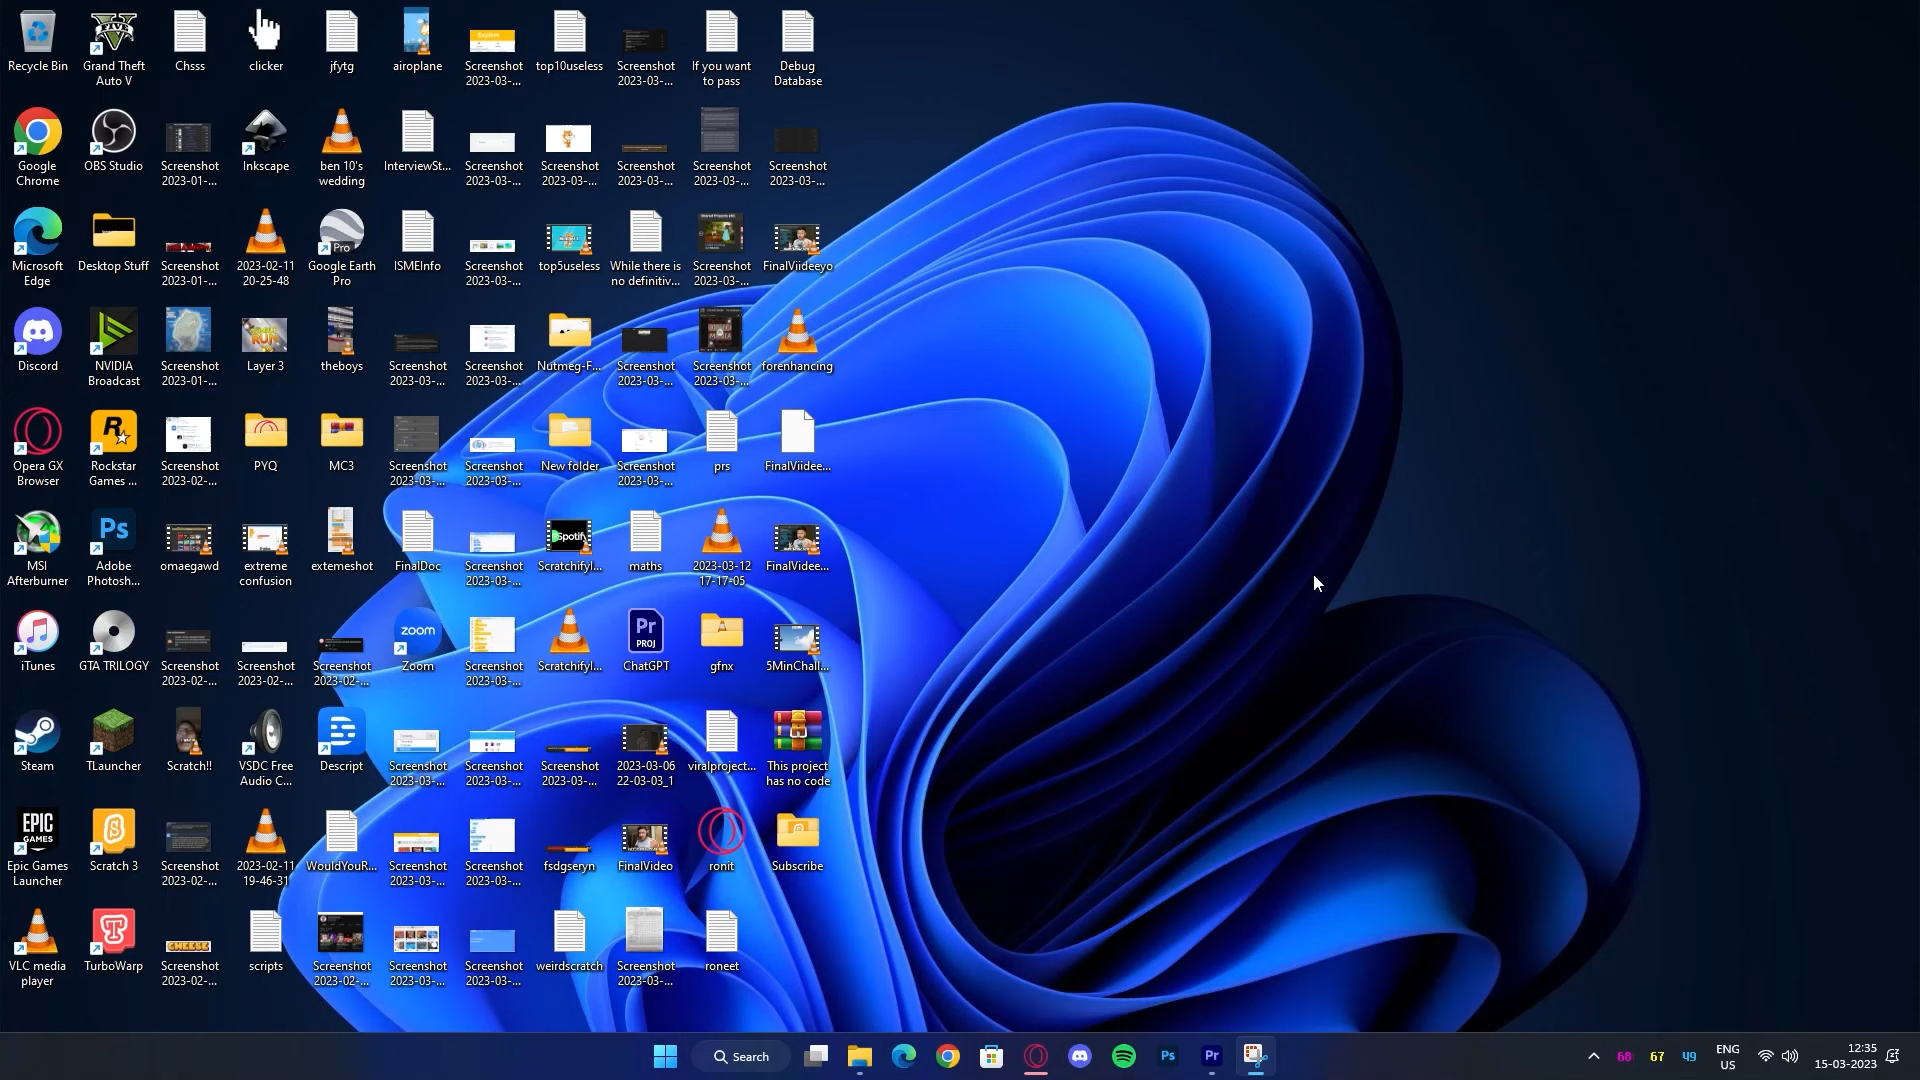 Recycle Bin
Grand Theft
Auto V
Chsss
clicker
jfytg
airoplane
Screenshot
2023-03-...
top10useless
Screenshot
2023-03-...
If you want
to pass
Debug
Database
Google
Chrome
OBS Studio
Screenshot
2023-01-...
Inkscape
ben 10's
wedding
InterviewSt...
Screenshot
2023-03-...
Screenshot
2023-03-...
Screenshot
2023-03-...
Screenshot
2023-03-...
Screenshot
2023-03-...
Microsoft
Edge
Desktop Stuff
Screenshot
2023-01-...
2023-02-11
20-25-48
Pro
Google Earth
Pro
ISMEInfo
Screenshot
2023-03-...
top5useless
While there is
no definitiv...
Screenshot
2023-03-...
FinalViideeyo
Discord
NVIDIA
Broadcast
Screenshot
2023-01-...
Layer 3
theboys
Screenshot
2023-03-...
Screenshot
2023-03-...
Nutmeg-F...
Screenshot
2023-03-...
Screenshot
2023-03-...
forenhancing
Opera GX
Browser
Rockstar
Games ...
Screenshot
2023-02-...
PYQ
MC3
Screenshot
2023-03-...
Screenshot
2023-03-...
New folder
Screenshot
2023-03-...
prs
FinalViidee...
MSI
Afterburner
Ps
Adobe
Photosh...
omaegawd
extreme
confusion
extemeshot
FinalDoc
Screenshot
2023-03-...
Spotify
Scratchifyl...
maths
2023-03-12
17-17-05
FinalVidee...
iTunes
GTA TRILOGY
Screenshot
2023-02-...
Screenshot
2023-02-...
Screenshot
2023-02-...
zoom
Zoom
Screenshot
2023-03-...
Scratchifyl...
Pr
PROJ
ChatGPT
gfnx
5MinChall...
Steam
TLauncher
Scratch!!
VSDC Free
Audio C...
Descript
Screenshot
2023-03-...
Screenshot
2023-03-...
Screenshot
2023-03-...
2023-03-06
22-03-03_1
viralproject...
This project
has no code
EPIC
GAMES
Epic Games
Launcher
Scratch 3
Screenshot
2023-02-...
2023-02-11
19-46-31
WouldYouR...
Screenshot
2023-03-...
Screenshot
2023-03-...
fsdgseryn
FinalVideo
ronit
Subscribe
VLC media
player
TurboWarp
CHEESE
Screenshot
2023-02-...
scripts
Screenshot
2023-02-...
Screenshot
2023-03-...
Screenshot
2023-03-...
weirdscratch
Screenshot
2023-03-...
roneet
Search
Ps
Pr
68
67
49
ENG
US
12:35
15-03-2023